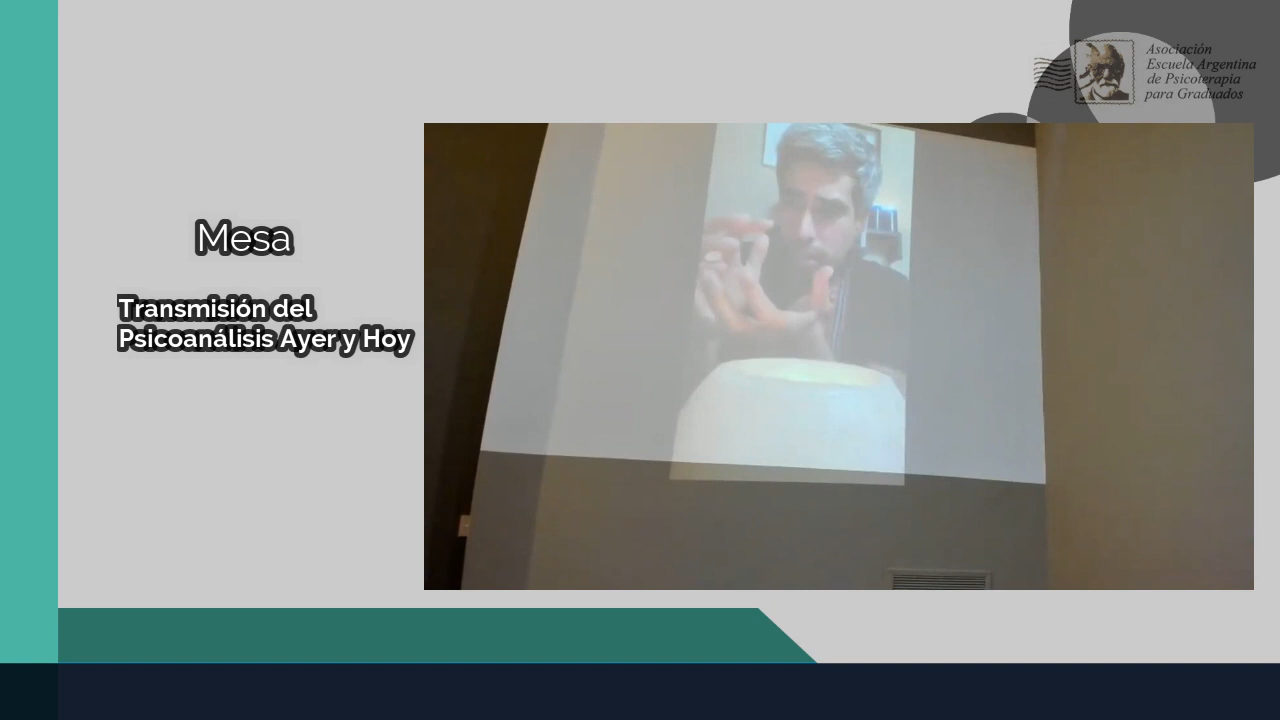 Asociación
Escuela Argentina
de Psicoterapia
para Graduados
Mesa
Transmisión del
Psicoanálisis Ayer y Hoy